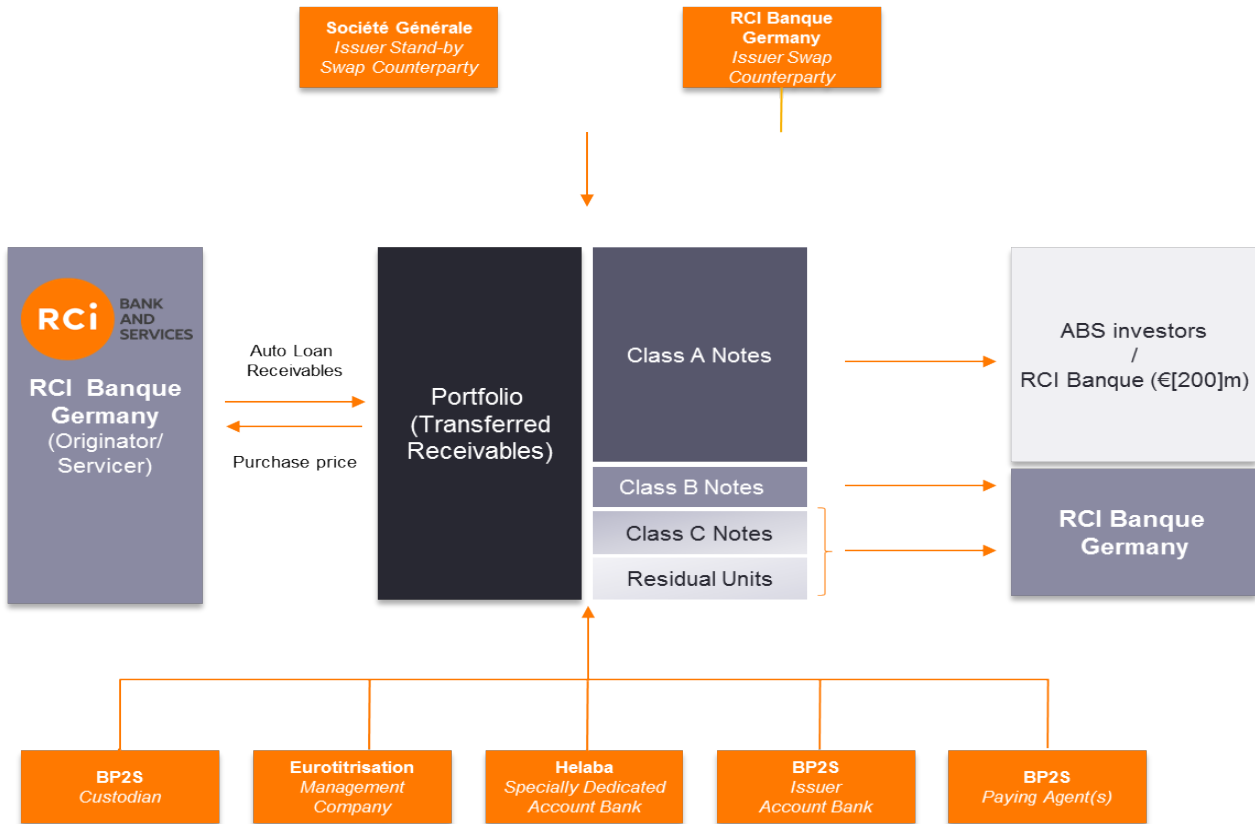 Société Générale
Issuer Stand-by
Swap Counterparty
RCI Banque
Germany
Issuer Swap
Counterparty
RCi
BANK
AND
SERVICES
RCI Banque
Germany
(Originator/
Servicer)
Auto Loan
Receivables
Purchase price
Portfolio
(Transferred
Receivables)
Class A Notes
Class B Notes
Class C Notes
Residual Units
ABS investors
/
RCI Banque (€[200]m)
RCI Banque
Germany
BP2S
Custodian
Eurotitrisation
Management
Company
Helaba
Specially Dedicated
Account Bank
BP2S
Issuer
Account Bank
BP2S
Paying Agent(s)